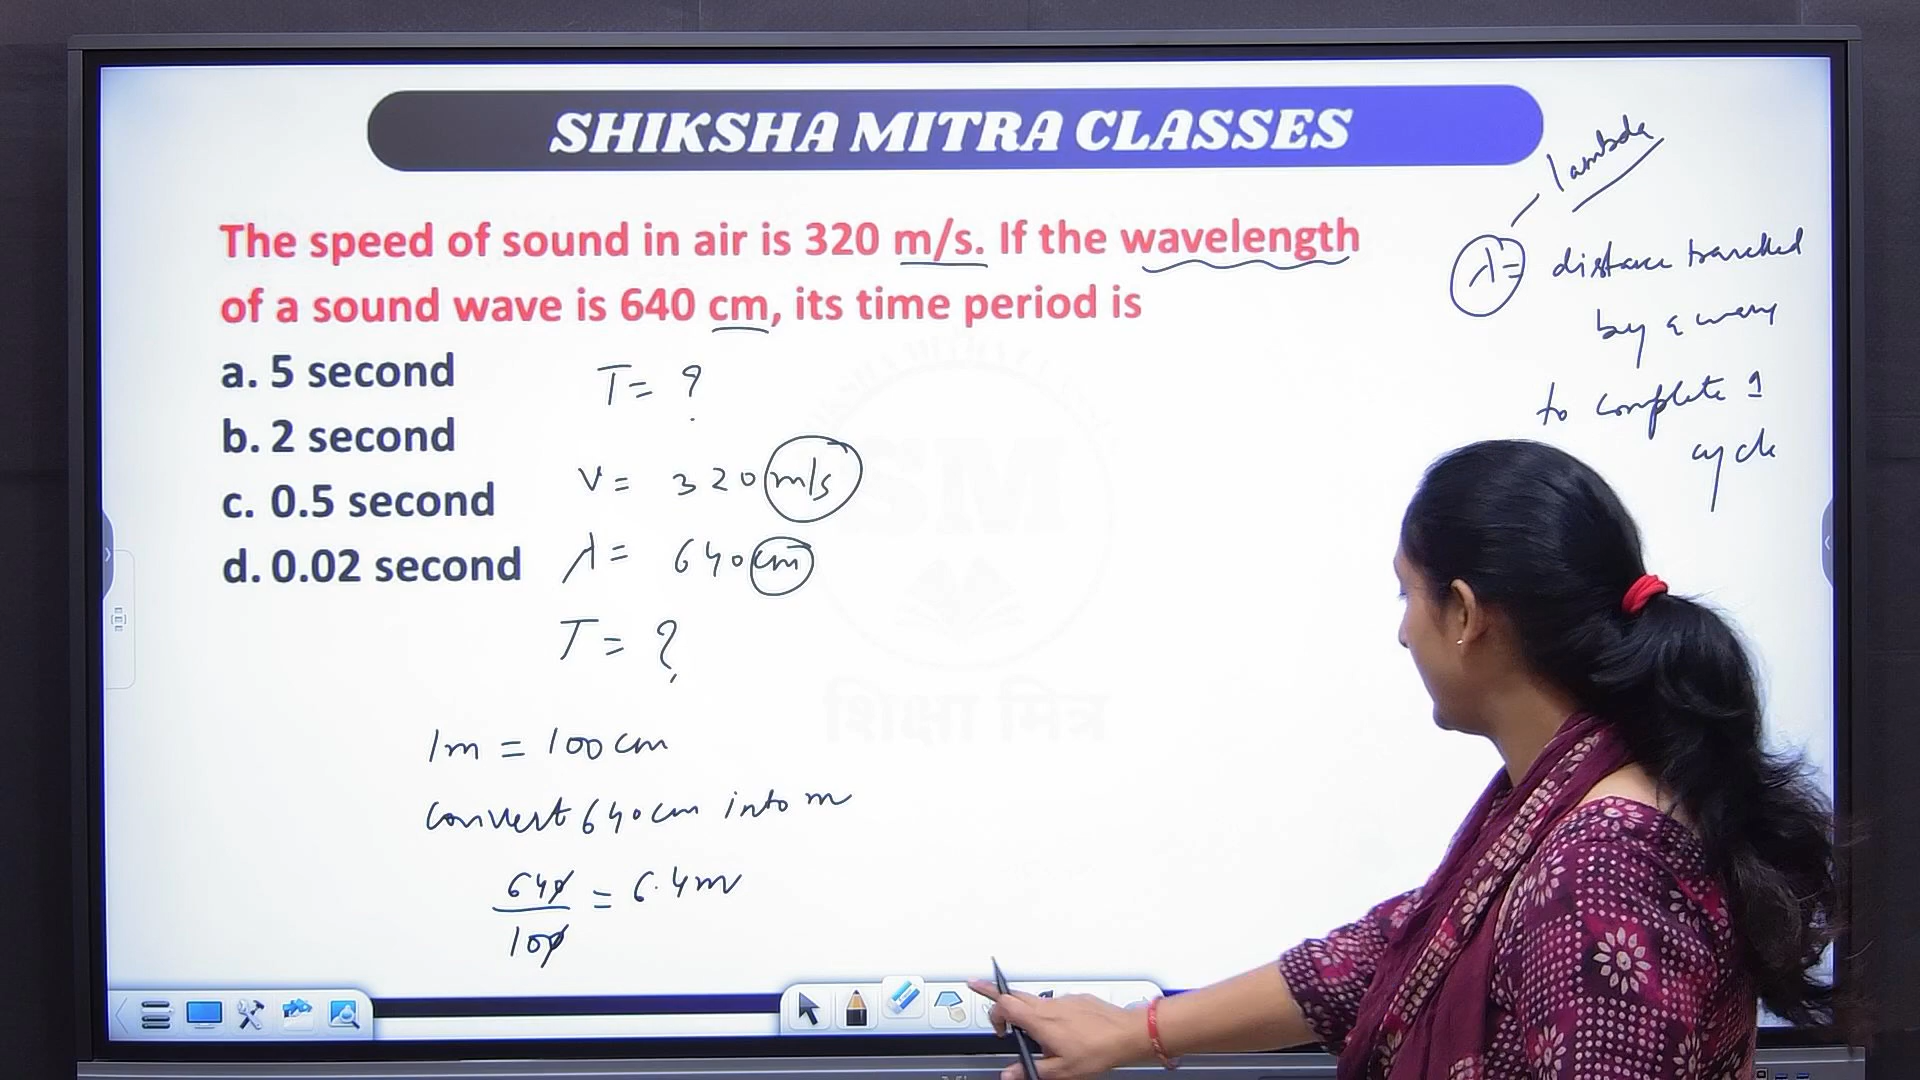 SHIKSHA MITRA CLASSES
The speed of sound in air is 320 m/s. If the wavelength
of a sound wave is 640 cm, its time period is
a. 5 second
b. 2 second
c. 0.5 second
d. 0.02 second
T = ?
V = 320 m/s
λ = 640 cm
T = ?
1m = 100 cm
convert 640 cm into m
640/100 = 6.4 m
lambda
λ = distance travelled
by a
to complete 1
cycle
SM
शिक्षा मित्र